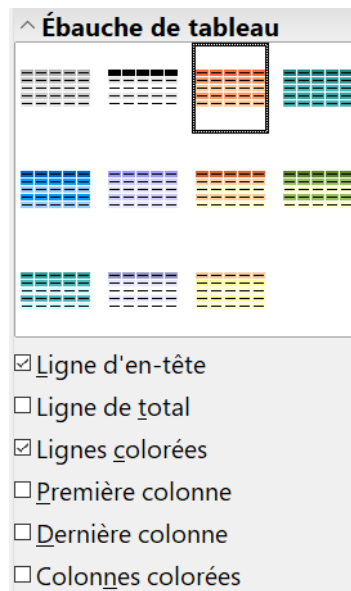 Ébauche de tableau
Ligne d'en-tête
Ligne de total
Lignes colorées
Première colonne
Dernière colonne
Colonnes colorées